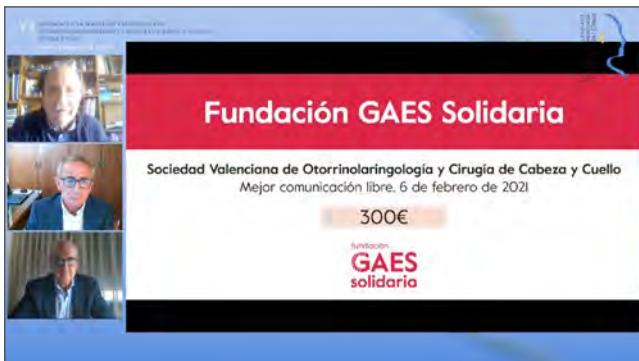 Fundación GAES Solidaria
Sociedad Valenciana de Otorrinolaringología y Cirugía de Cabeza y Cuello
Mejor comunicación libre, 6 de febrero de 2021
300€
fundación
GAES
solidaria